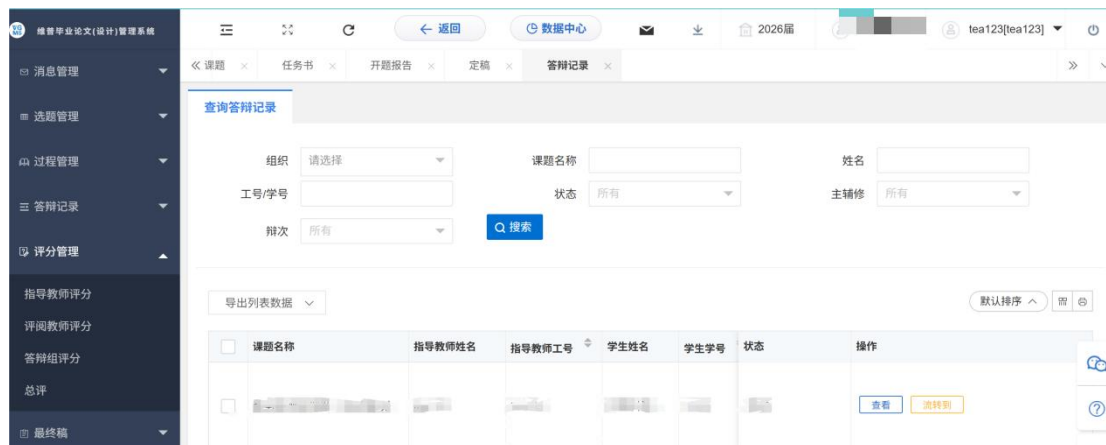 维普毕业论文(设计)管理系统
返回
数据中心
2026届
tea123[tea123]
消息管理
选题管理
过程管理
答辩记录
评分管理
指导教师评分
评阅教师评分
答辩组评分
总评
最终稿
课题
任务书
开题报告
定稿
答辩记录
查询答辩记录
组织 请选择 课题名称 姓名
工号/学号 状态 所有 主辅修 所有
辩次 所有 搜索
导出列表数据 默认排序
课题名称 指导教师姓名 指导教师工号 学生姓名 学生学号 状态 操作
查看 流转到